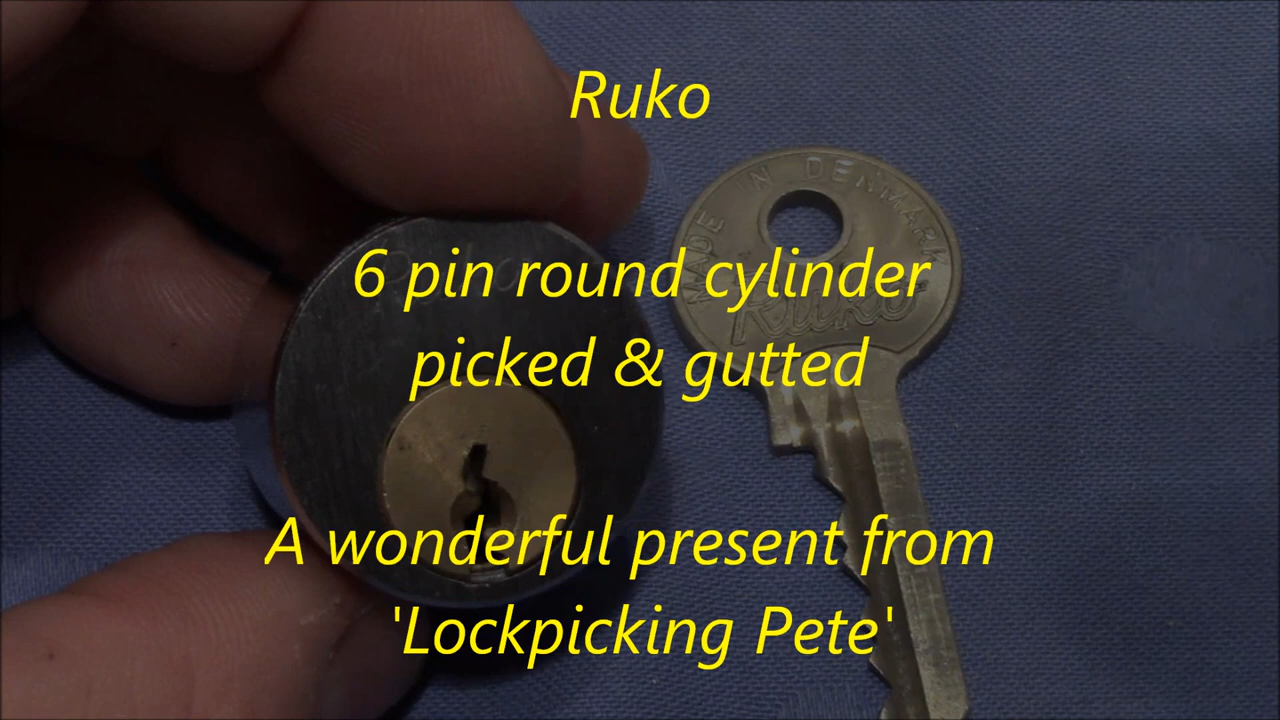 Ruko
6 pin round cylinder
picked & gutted
A wonderful present from
'Lockpicking Pete'
MADE IN DENMARK
Ruko